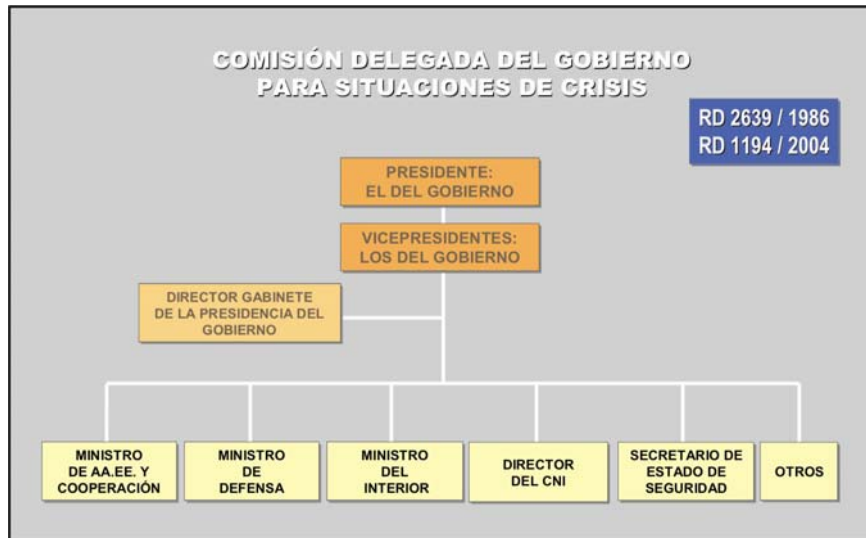 COMISIÓN DELEGADA DEL GOBIERNO
PARA SITUACIONES DE CRISIS
RD 2639 / 1986
RD 1194 / 2004
PRESIDENTE:
EL DEL GOBIERNO
VICEPRESIDENTES:
LOS DEL GOBIERNO
DIRECTOR GABINETE
DE LA PRESIDENCIA DEL
GOBIERNO
MINISTRO
DE AA.EE. Y
COOPERACIÓN
MINISTRO
DE
DEFENSA
MINISTRO
DEL
INTERIOR
DIRECTOR
DEL CNI
SECRETARIO DE
ESTADO DE
SEGURIDAD
OTROS